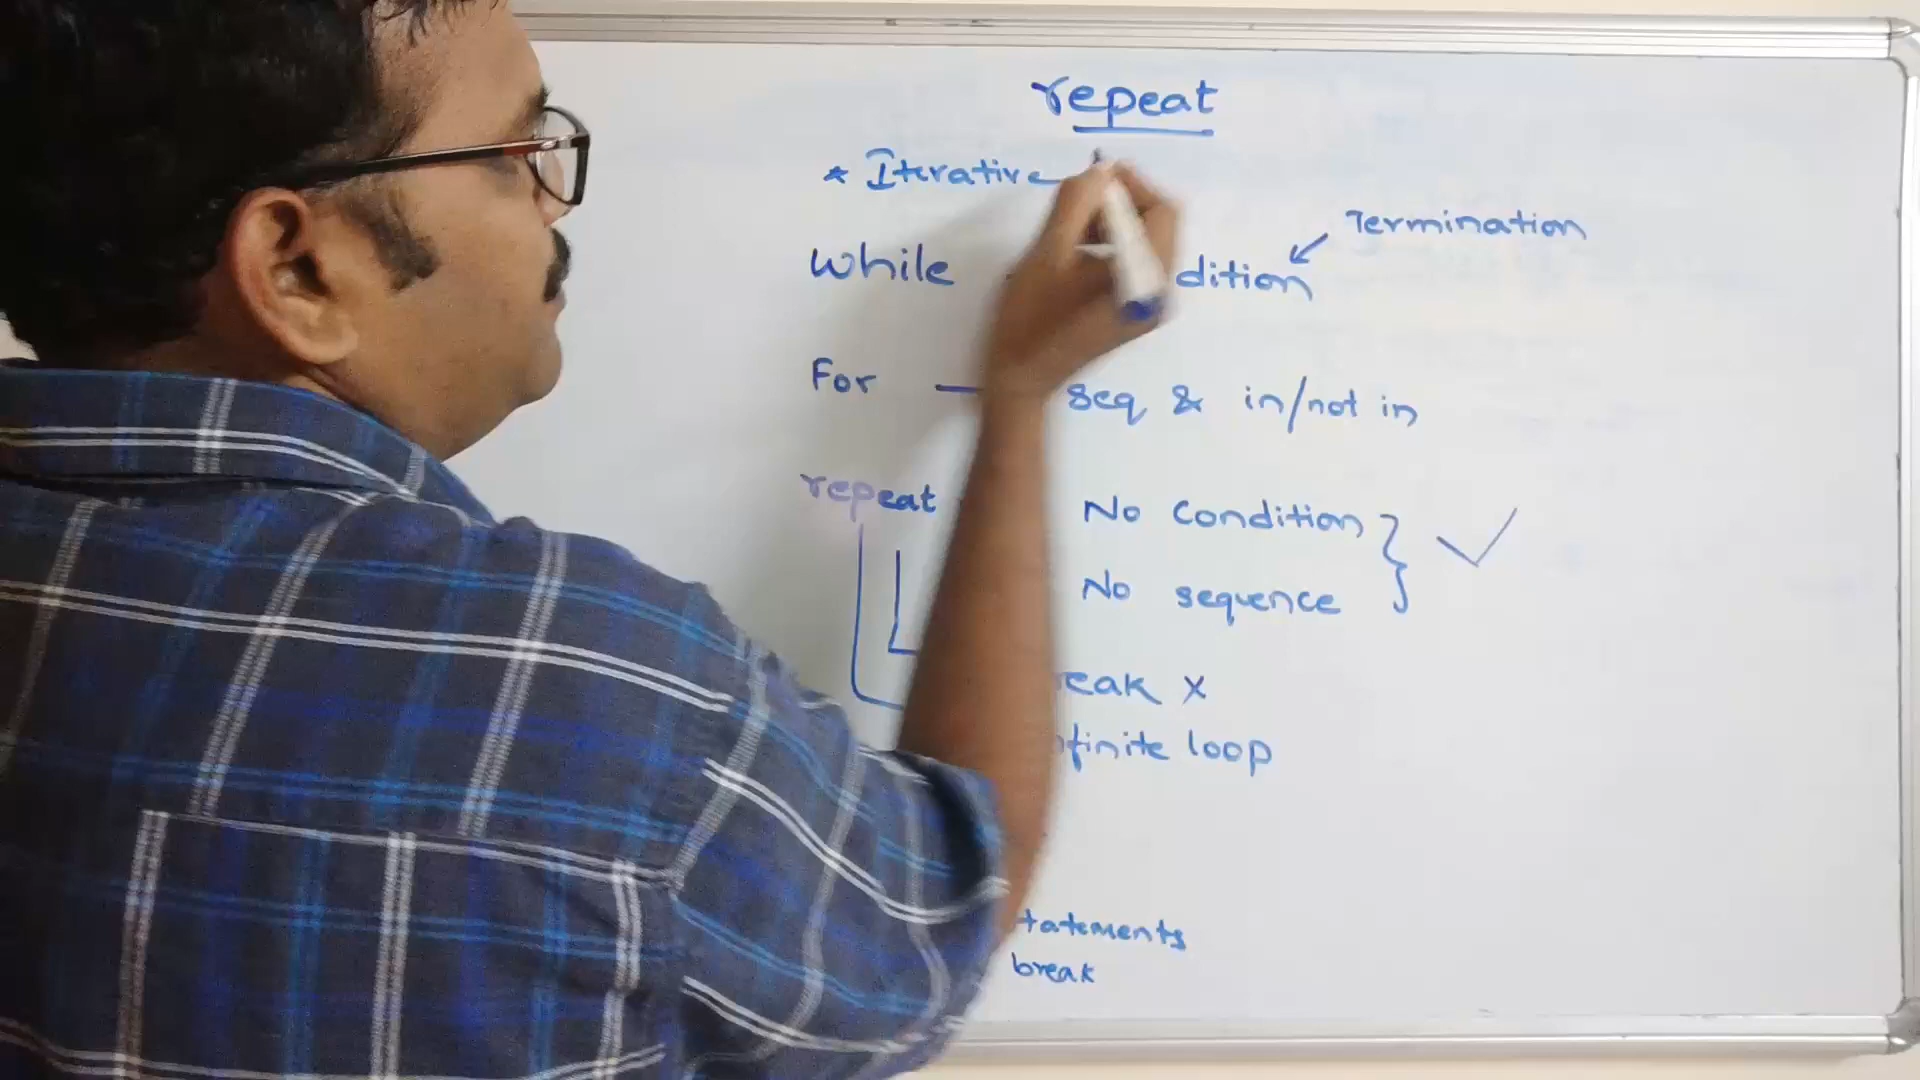 repeat
* Iterative
Termination
While dition
For — seq & in/not in
repeat No Condition
No sequence
eak x
finite loop
tatements
break